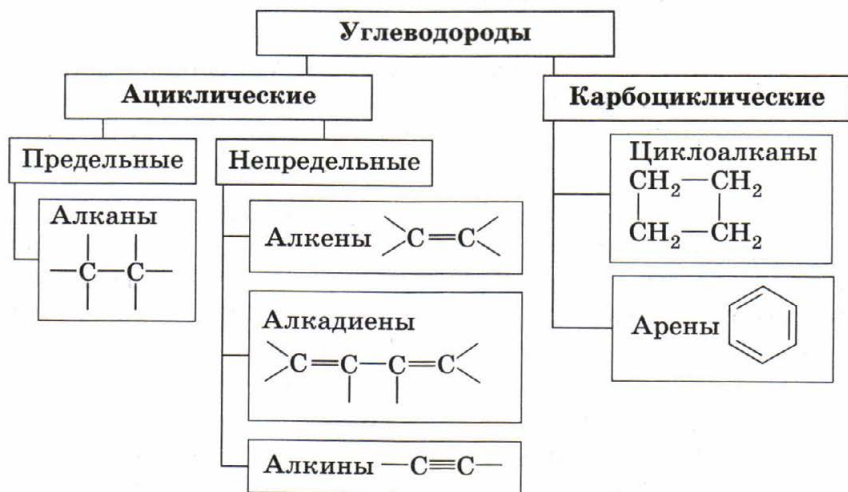 Углеводороды
Ациклические
Карбоциклические
Предельные
Непредельные
Алканы
—C—C—
Алкены C=C
Алкадиены
C=C—C=C
Алкины —C≡C—
Циклоалканы
CH₂—CH₂
CH₂—CH₂
Арены